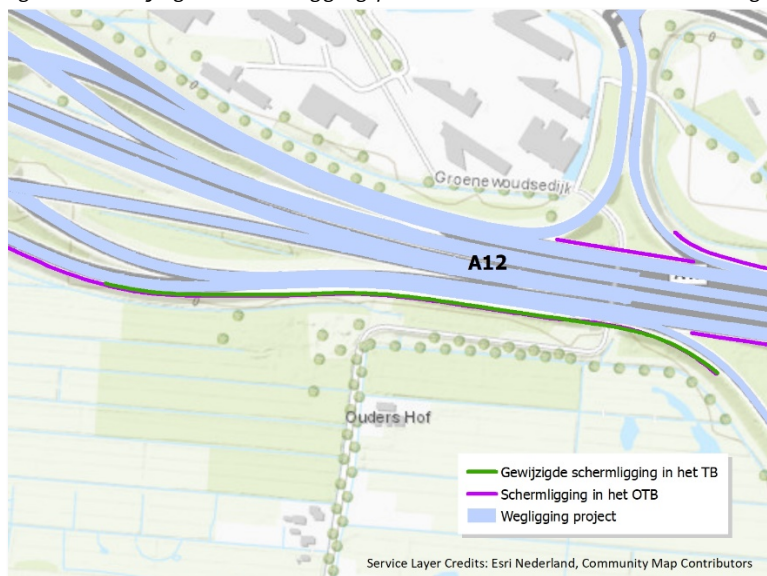 Groenewoudsedijk
A12
Ouders Hof
Gewijzigde schermligging in het TB
Schermligging in het OTB
Wegligging project
Service Layer Credits: Esri Nederland, Community Map Contributors